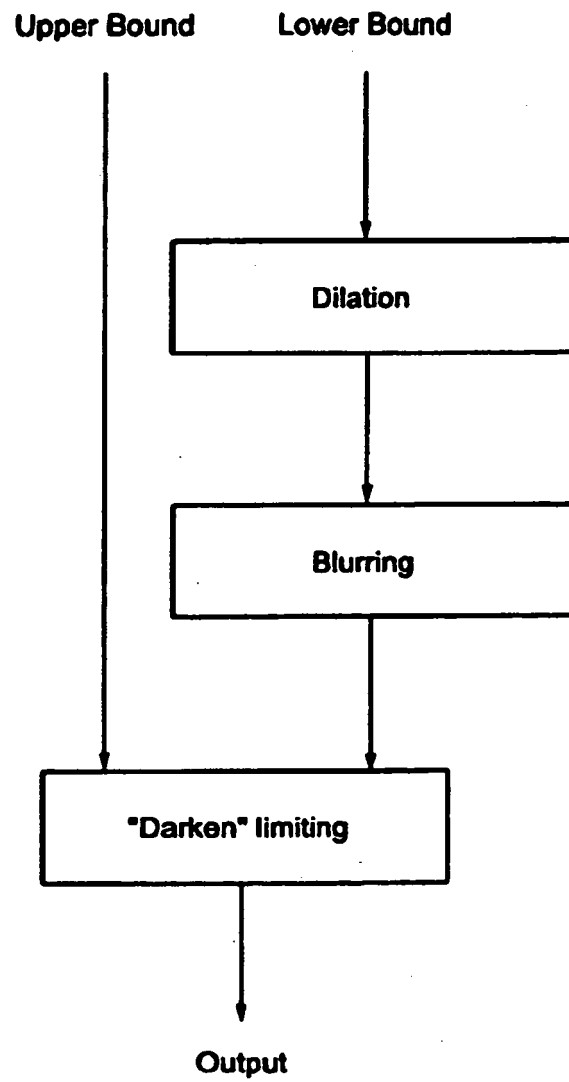 Upper Bound
Lower Bound
Dilation
Blurring
"Darken" limiting
Output